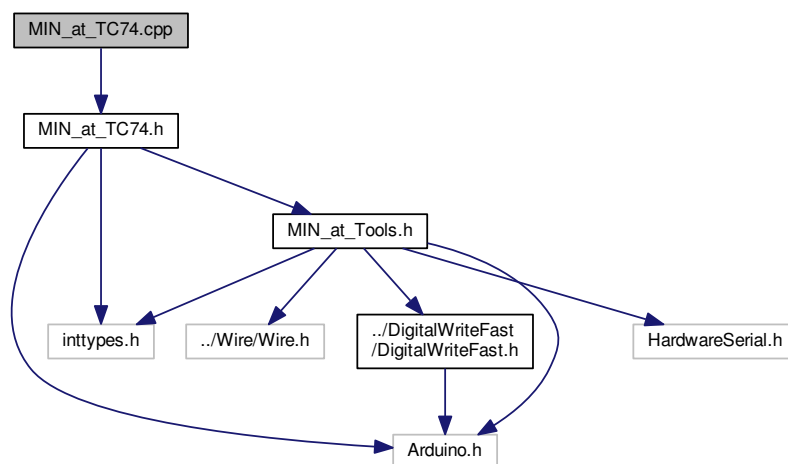 MIN_at_TC74.cpp
MIN_at_TC74.h
MIN_at_Tools.h
inttypes.h
../Wire/Wire.h
../DigitalWriteFast
/DigitalWriteFast.h
HardwareSerial.h
Arduino.h